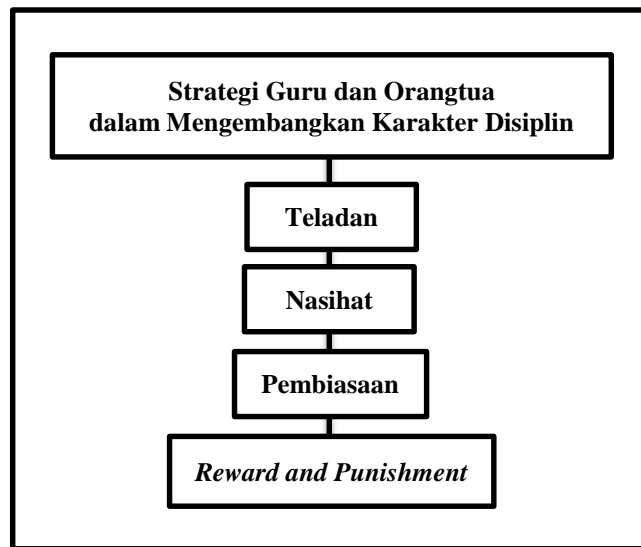 Strategi Guru dan Orangtua
dalam Mengembangkan Karakter Disiplin
Teladan
Nasihat
Pembiasaan
Reward and Punishment